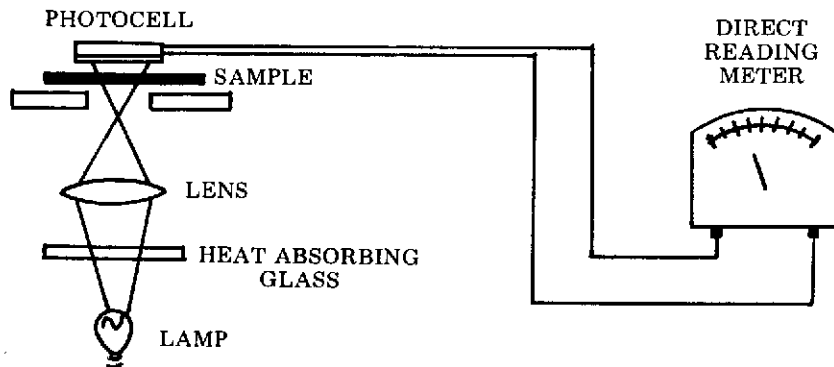 PHOTOCELL
DIRECT
READING
METER
SAMPLE
LENS
HEAT ABSORBING
GLASS
LAMP